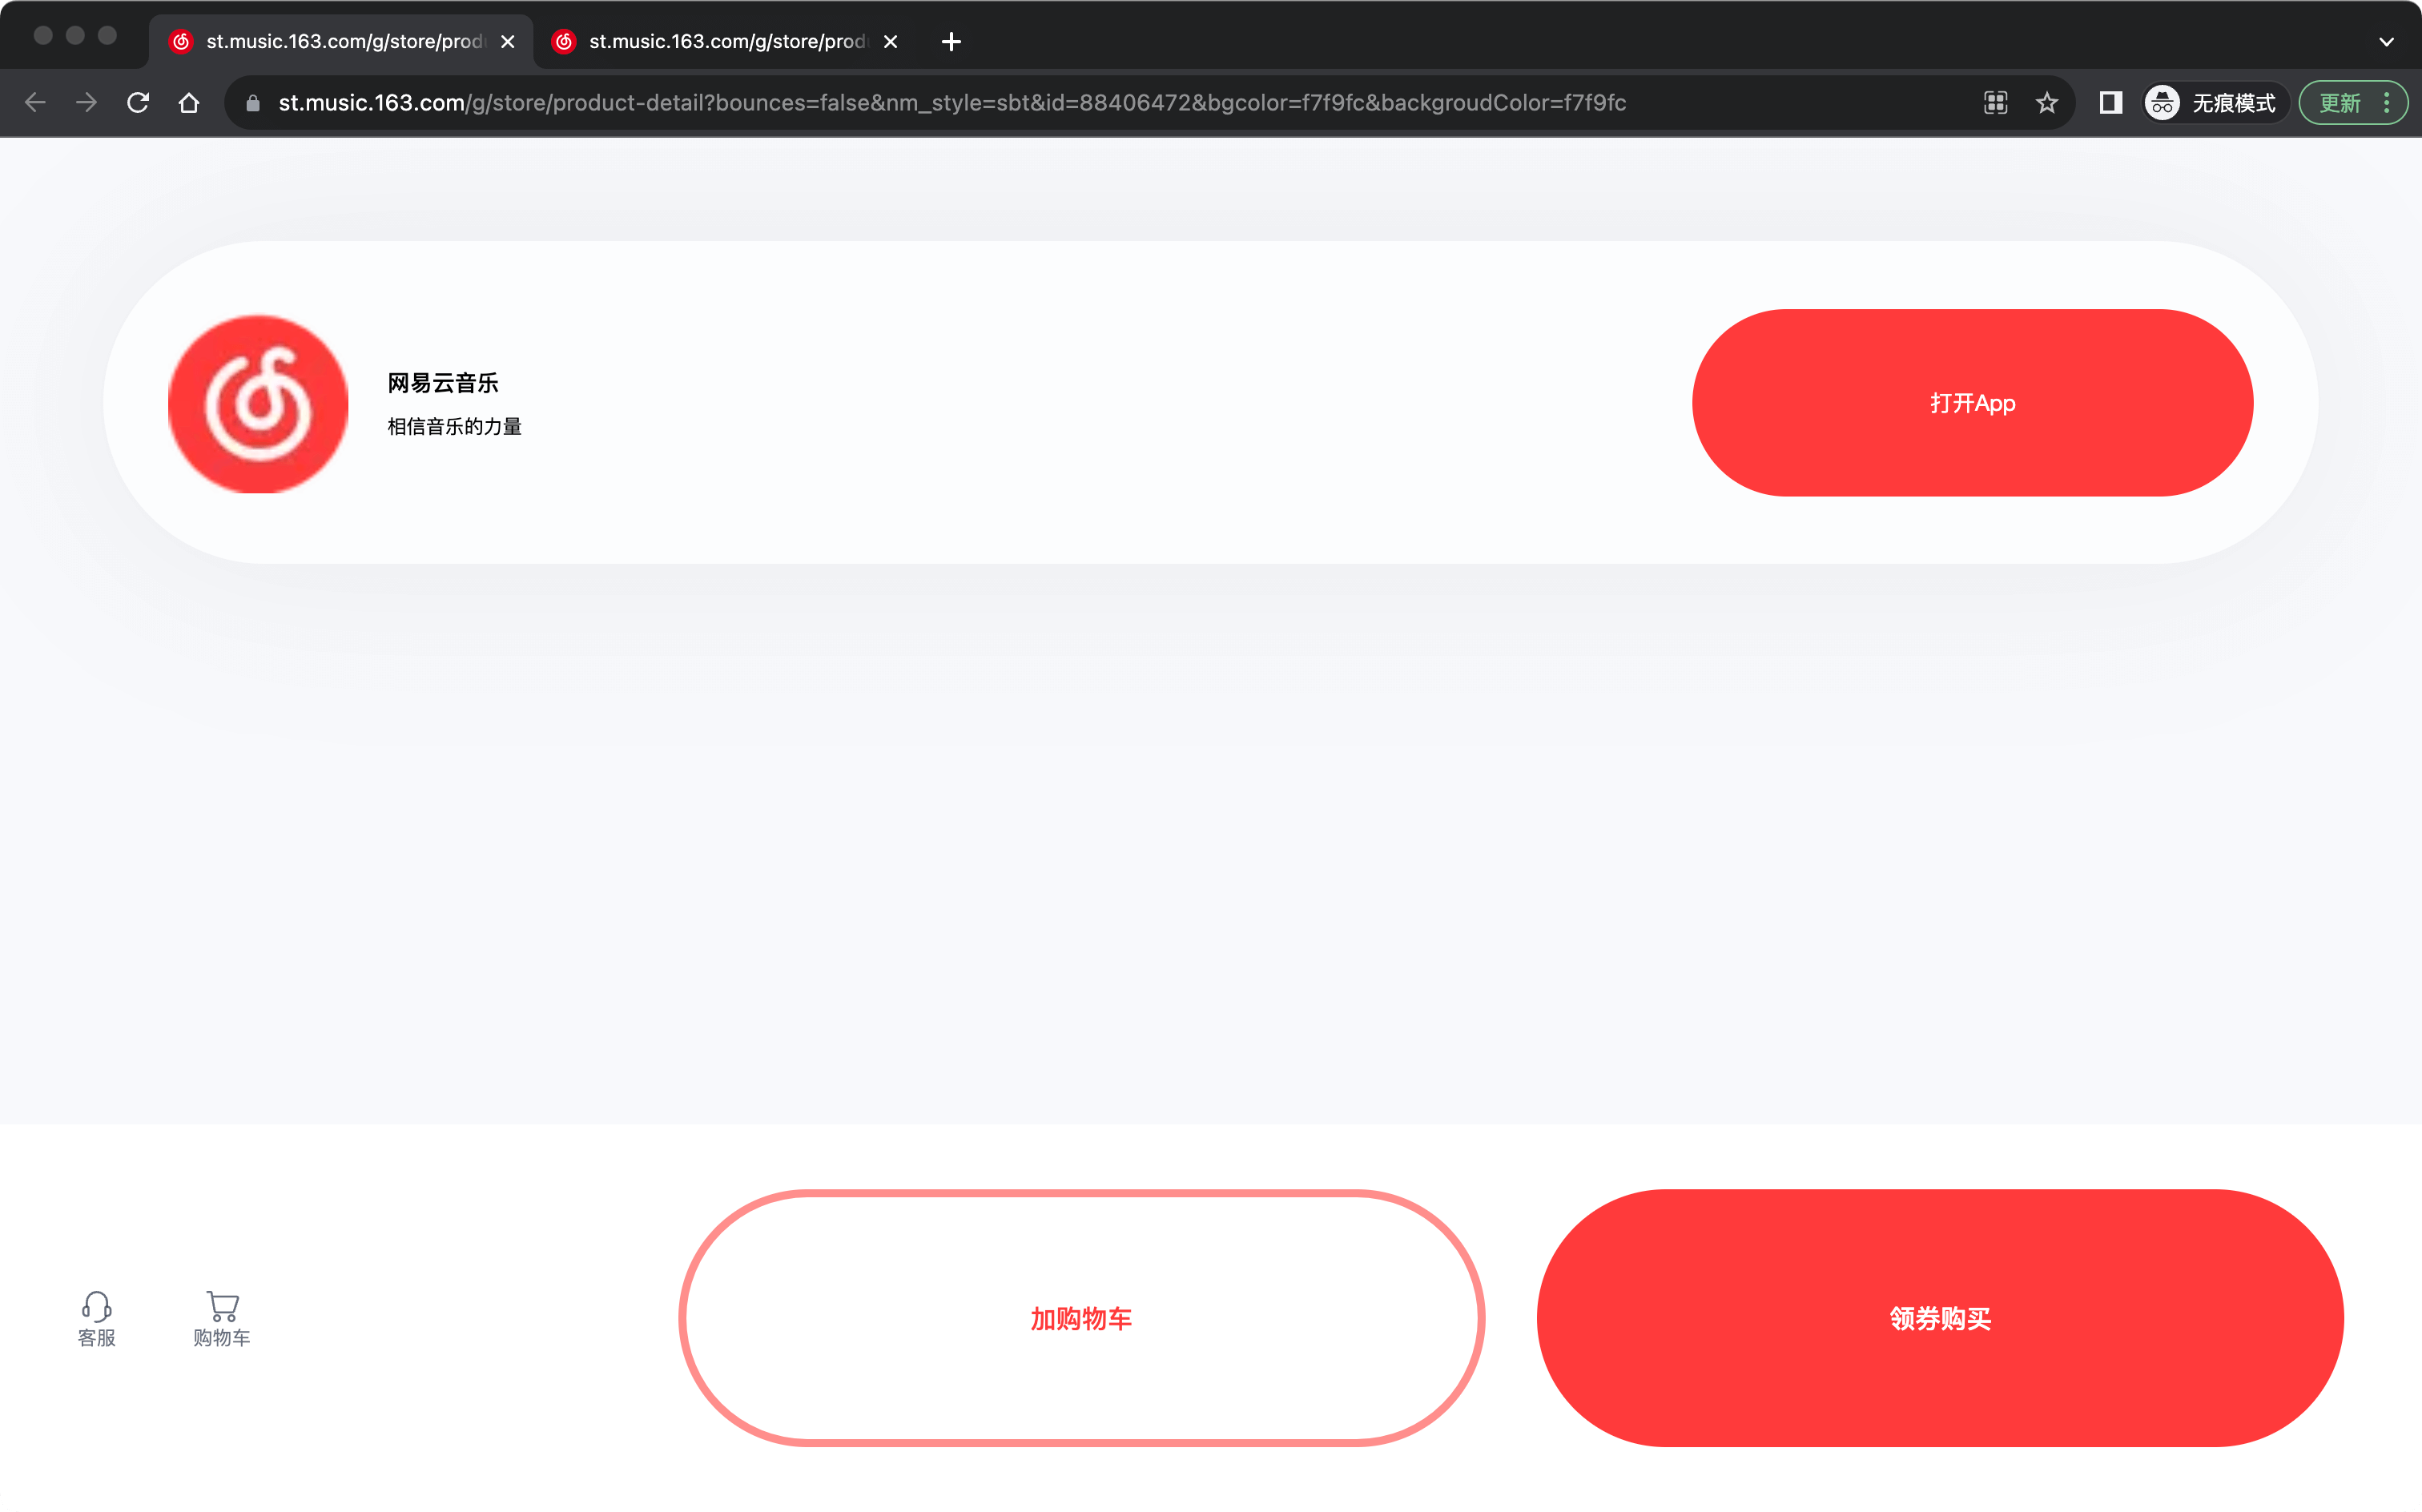 st.music.163.com/g/store/prod
st.music.163.com/g/store/prod
st.music.163.com/g/store/product-detail?bounces=false&nm_style=sbt&id=88406472&bgcolor=f7f9fc&backgroudColor=f7f9fc
无痕模式
更新
网易云音乐
相信音乐的力量
打开App
客服
购物车
加购物车
领券购买